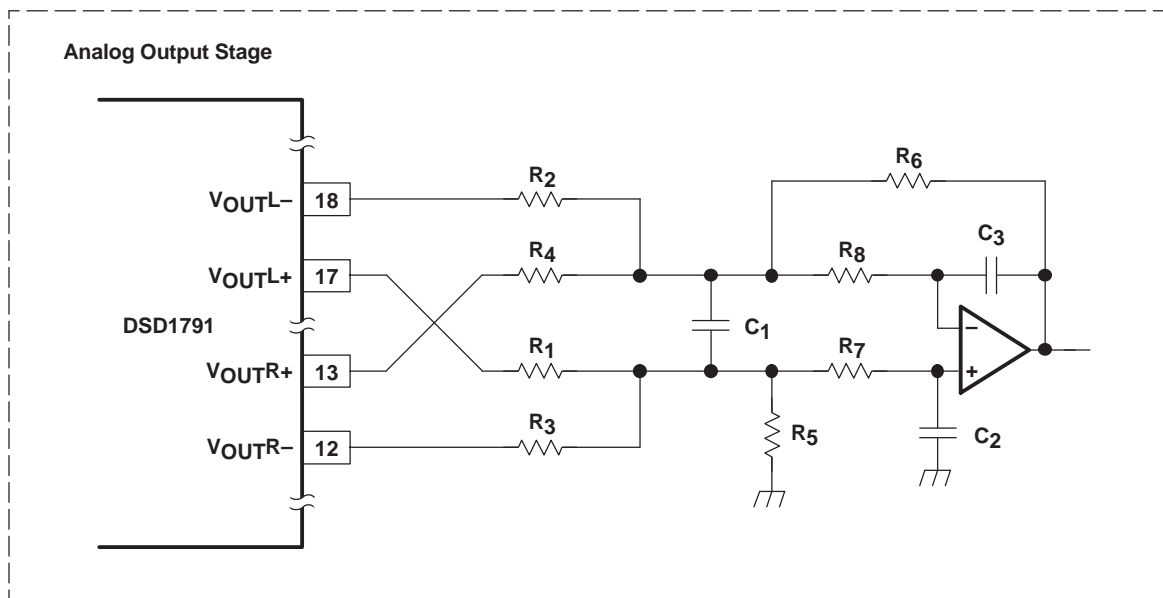 Analog Output Stage
VOUTL– 18
VOUTL+ 17
DSD1791
VOUTR+ 13
VOUTR– 12
R2
R4
R1
R3
C1
R6
R8
C3
R7
R5
C2
–
+